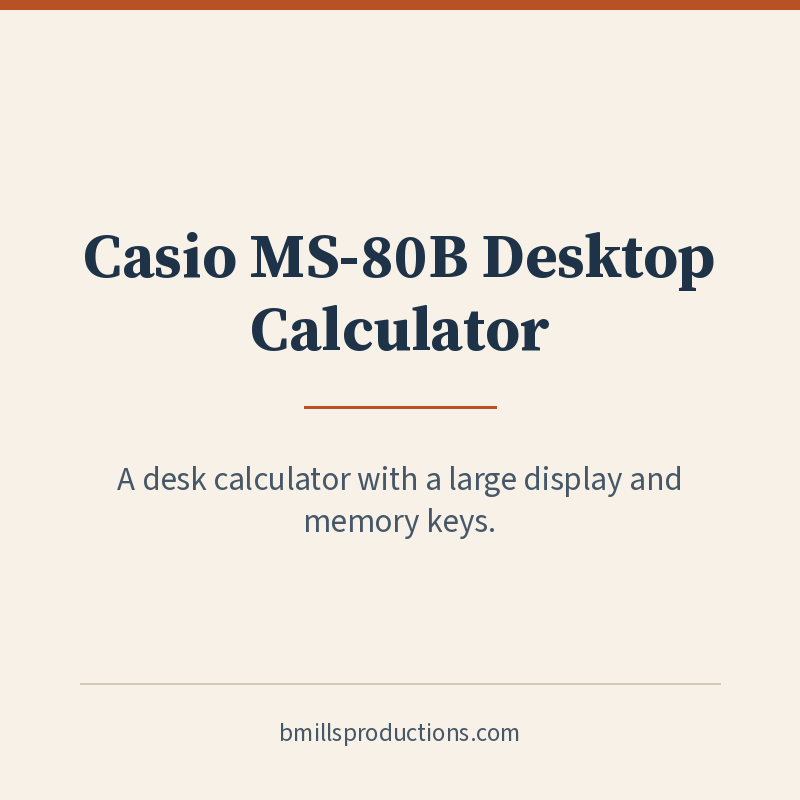 Casio MS-80B Desktop
Calculator
A desk calculator with a large display and
memory keys.
bmillsproductions.com